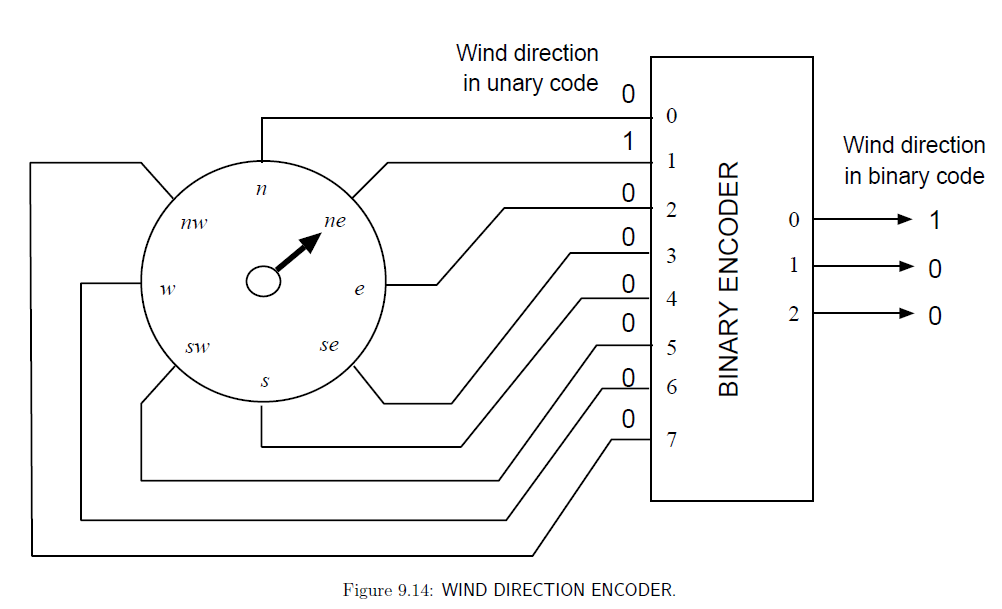 Wind direction
in unary code
0
0
1
1
0
2
0
3
0
4
0
5
0
6
0
7
n
ne
e
se
s
sw
w
nw
BINARY ENCODER
0
1
2
Wind direction
in binary code
1
0
0
Figure 9.14: WIND DIRECTION ENCODER.